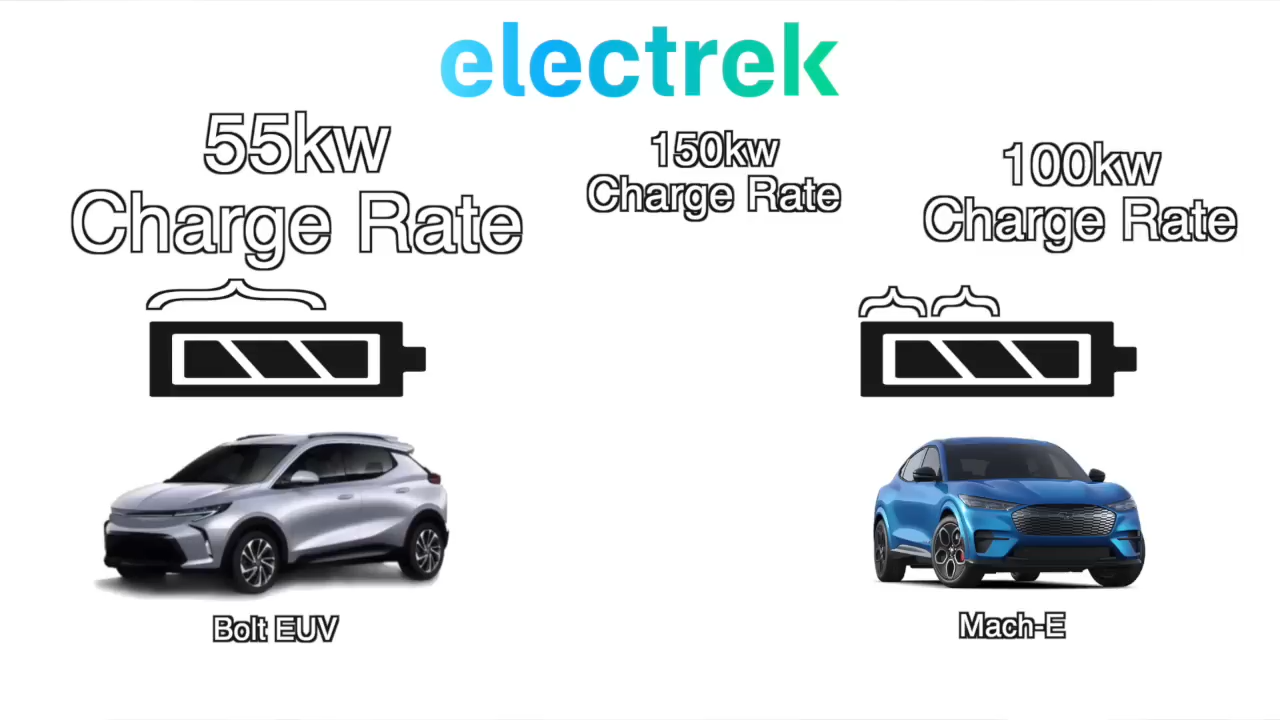 electrek
55kw
Charge Rate
150kw
Charge Rate
100kw
Charge Rate
Bolt EUV
Mach-E